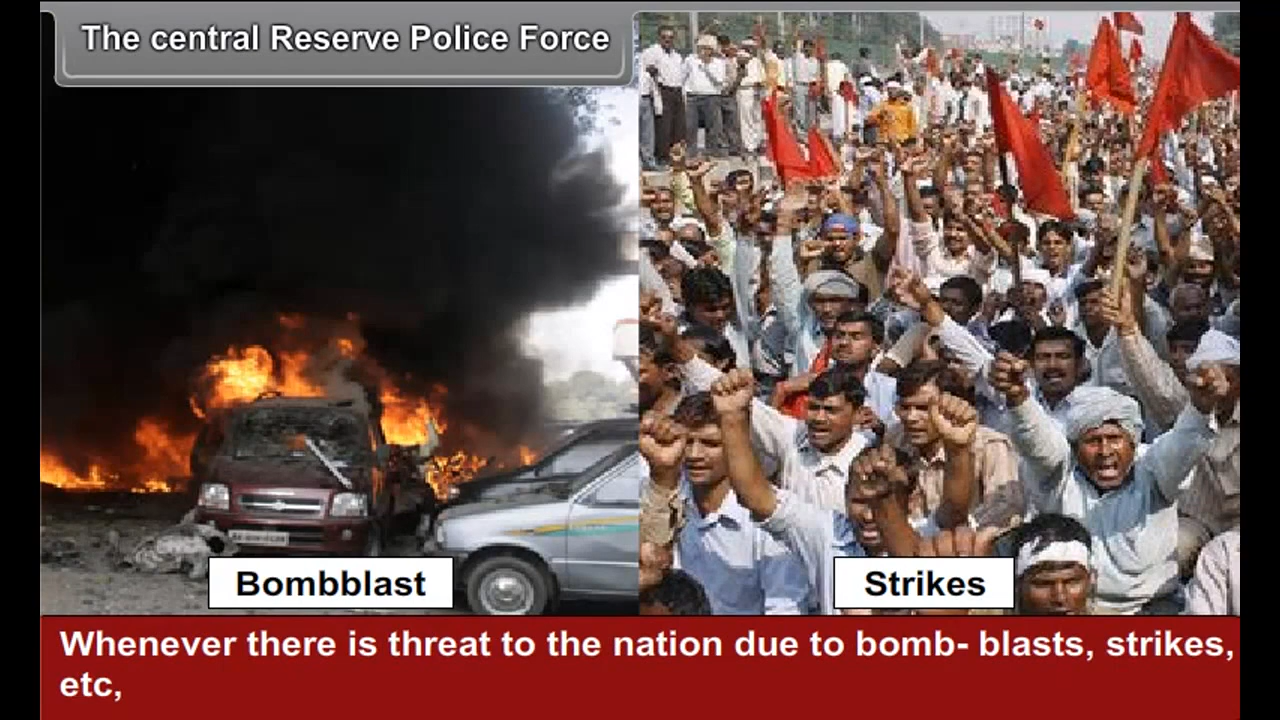 The central Reserve Police Force
Bombblast
Strikes
Whenever there is threat to the nation due to bomb- blasts, strikes,
etc,